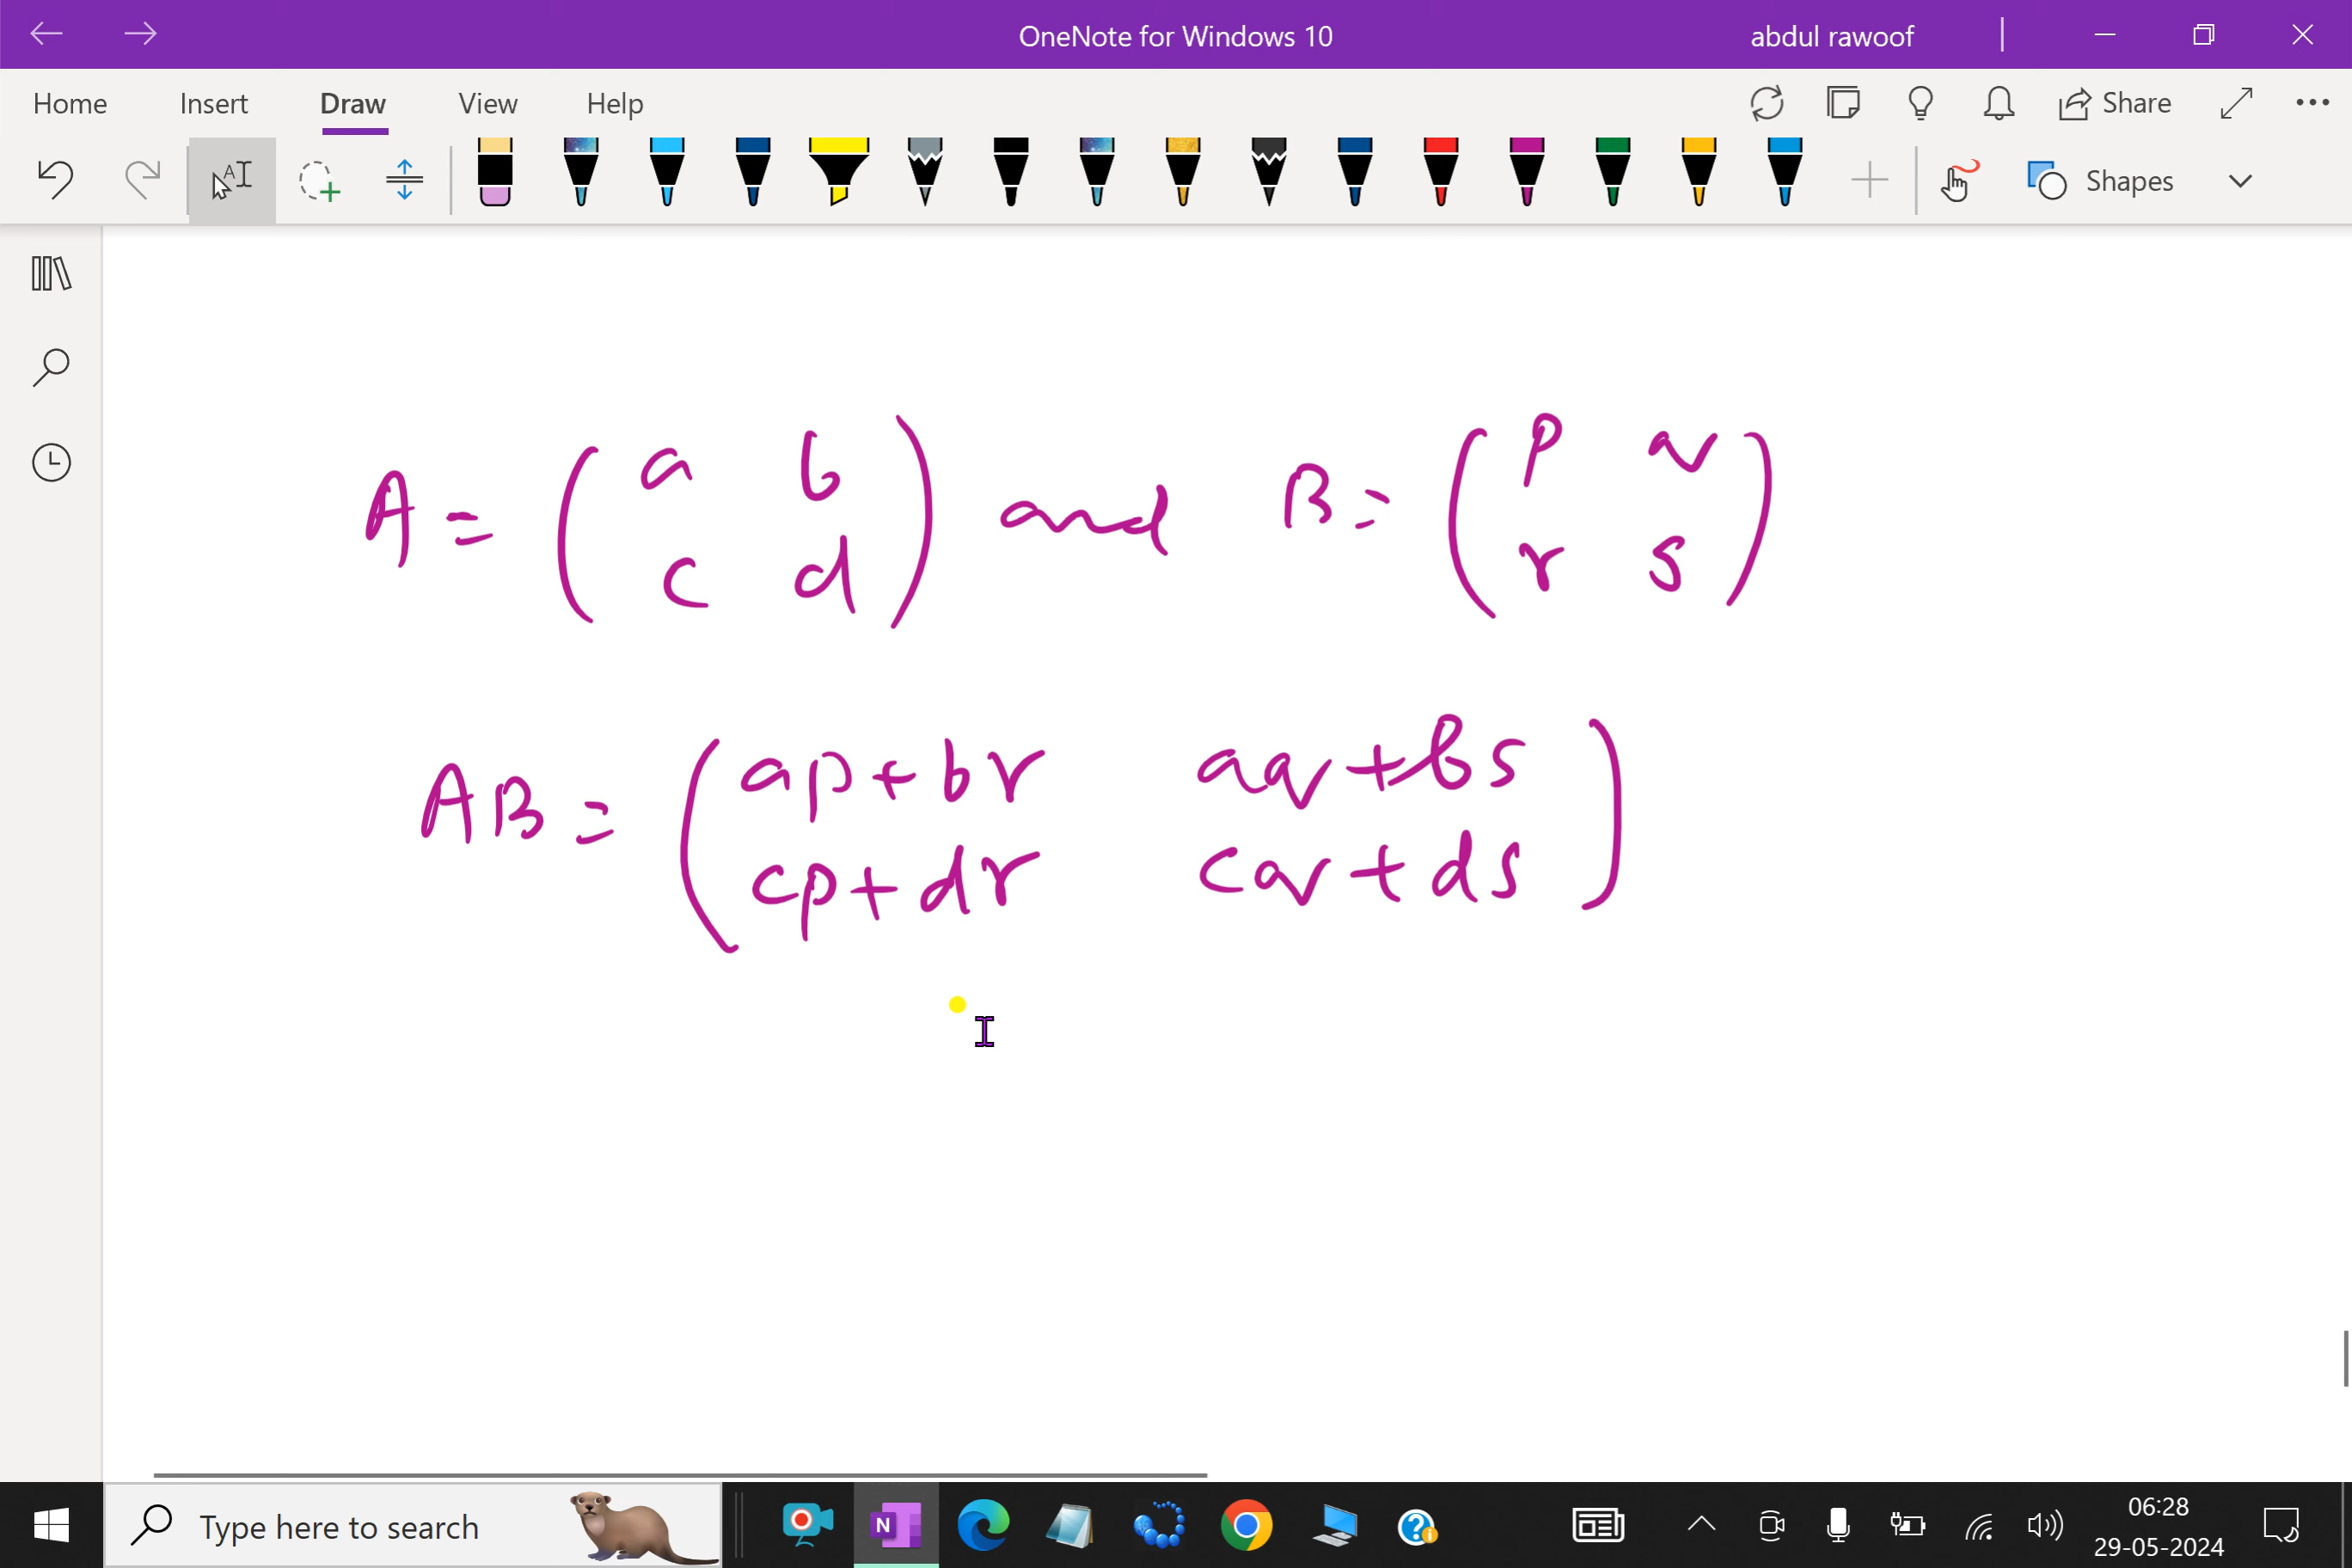 OneNote for Windows 10 abdul rawoof
Home Insert Draw View Help Share
Shapes
A = ( a b and B = ( p q
c d ) r s )
AB = ( ap + br aq + bs
cp + dr cq + ds )
Type here to search
06:28
29-05-2024